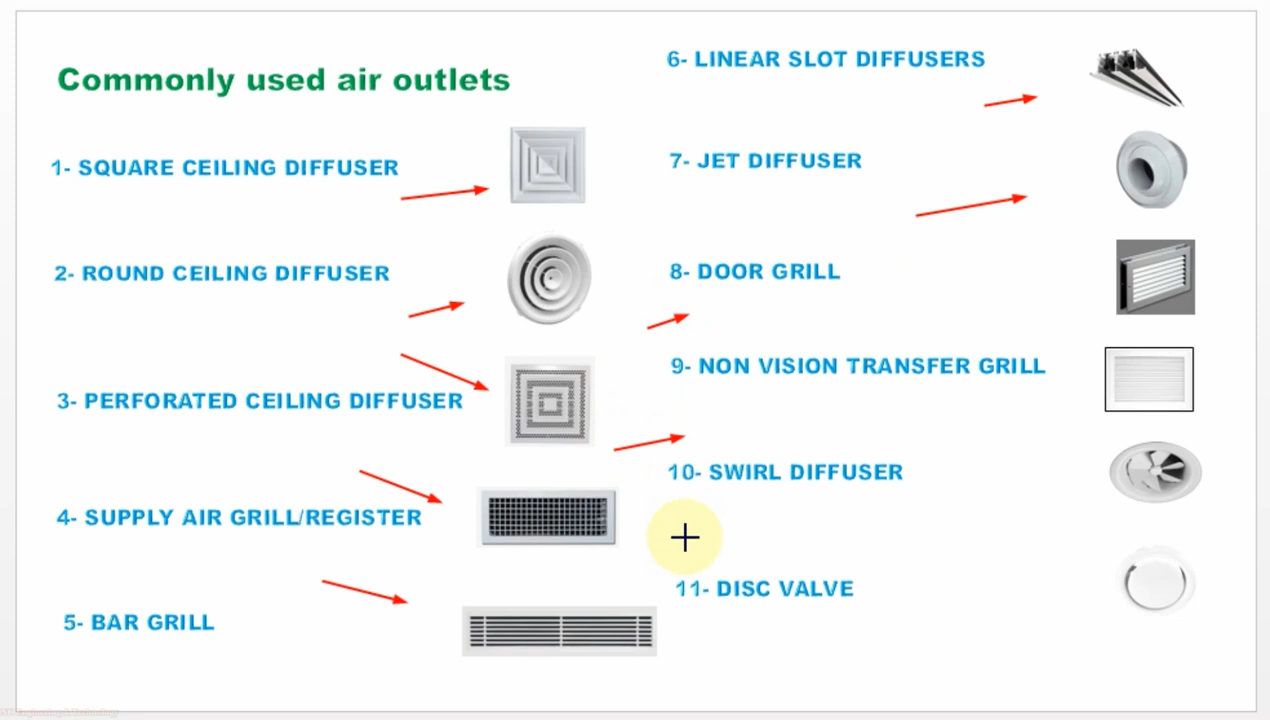 Commonly used air outlets
1- SQUARE CEILING DIFFUSER
2- ROUND CEILING DIFFUSER
3- PERFORATED CEILING DIFFUSER
4- SUPPLY AIR GRILL/REGISTER
5- BAR GRILL
6- LINEAR SLOT DIFFUSERS
7- JET DIFFUSER
8- DOOR GRILL
9- NON VISION TRANSFER GRILL
10- SWIRL DIFFUSER
11- DISC VALVE